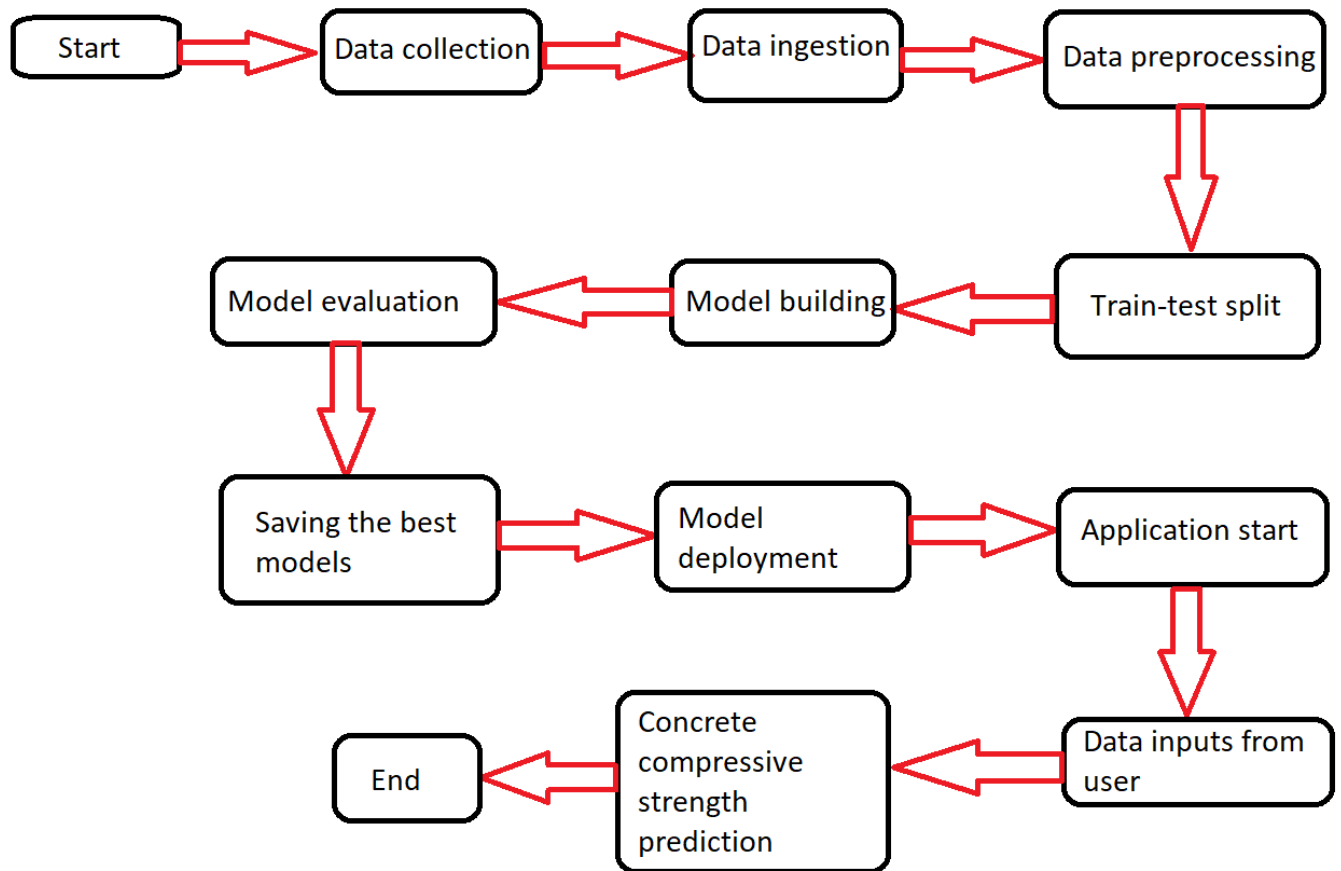 Start
Data collection
Data ingestion
Data preprocessing
Train-test split
Model building
Model evaluation
Saving the best
models
Model
deployment
Application start
Data inputs from
user
Concrete
compressive
strength
prediction
End